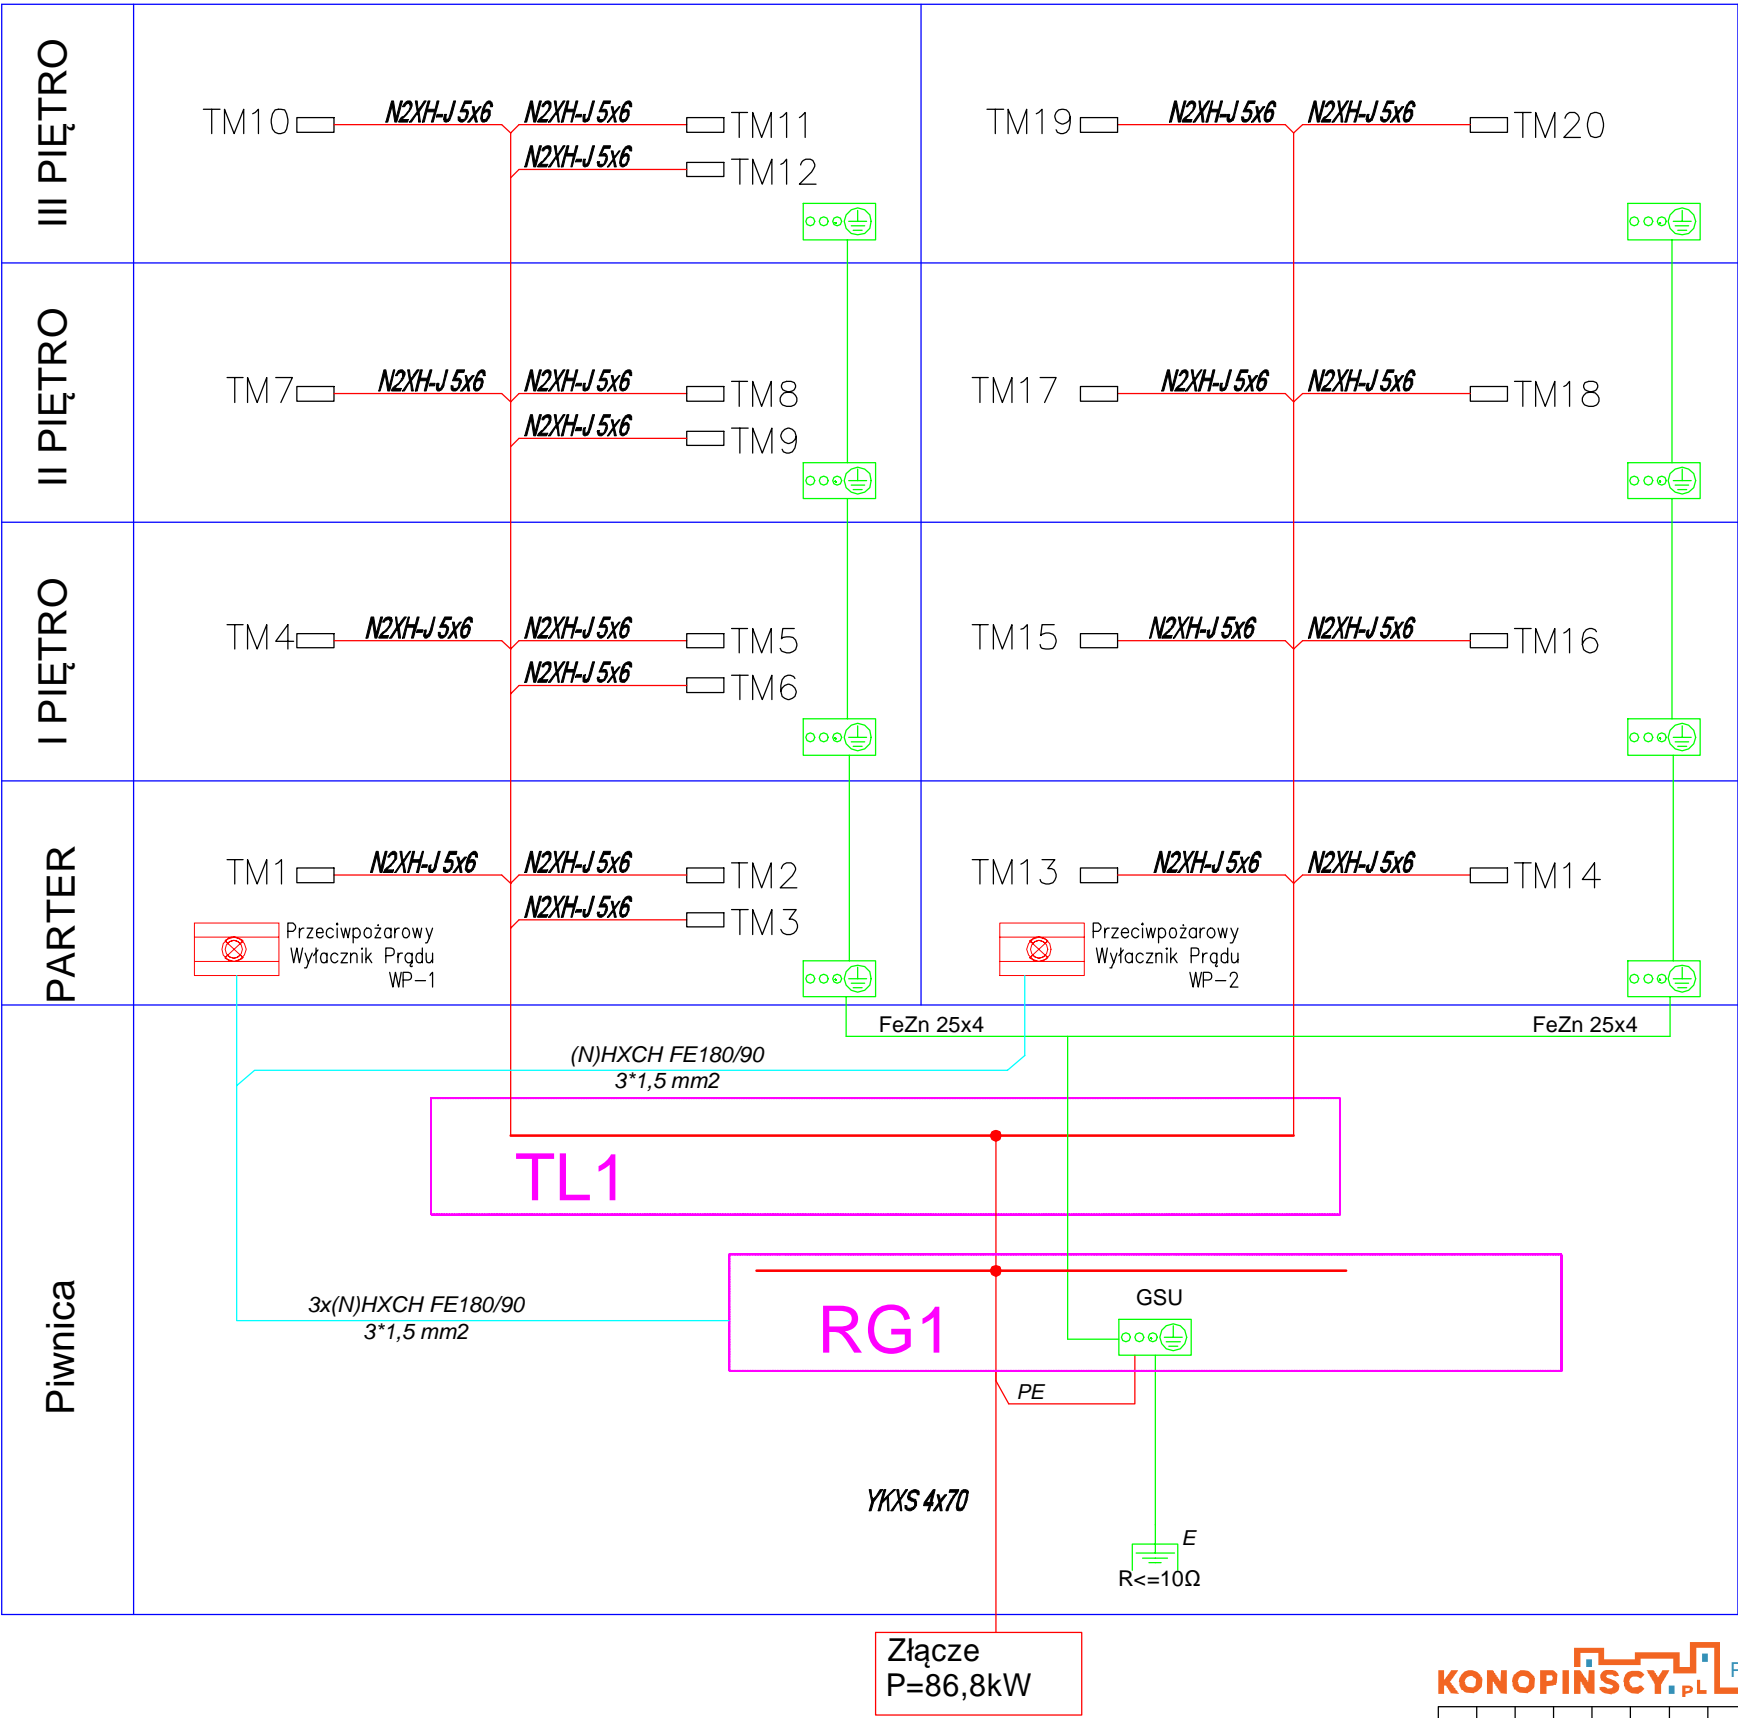 III PIĘTRO
TM10
N2XH-J 5x6
N2XH-J 5x6
TM11
N2XH-J 5x6
TM12
TM19
N2XH-J 5x6
N2XH-J 5x6
TM20
II PIĘTRO
TM7
N2XH-J 5x6
N2XH-J 5x6
TM8
N2XH-J 5x6
TM9
TM17
N2XH-J 5x6
N2XH-J 5x6
TM18
I PIĘTRO
TM4
N2XH-J 5x6
N2XH-J 5x6
TM5
N2XH-J 5x6
TM6
TM15
N2XH-J 5x6
N2XH-J 5x6
TM16
PARTER
TM1
N2XH-J 5x6
N2XH-J 5x6
TM2
N2XH-J 5x6
TM3
Przeciwpożarowy
Wyłacznik Prądu
WP-1
TM13
N2XH-J 5x6
N2XH-J 5x6
TM14
Przeciwpożarowy
Wyłacznik Prądu
WP-2
Piwnica
FeZn 25x4
FeZn 25x4
(N)HXCH FE180/90
3*1,5 mm2
TL1
3x(N)HXCH FE180/90
3*1,5 mm2
RG1
GSU
PE
YKXS 4x70
E
R<=10Ω
Złącze
P=86,8kW
KONOPIŃSCY.PL